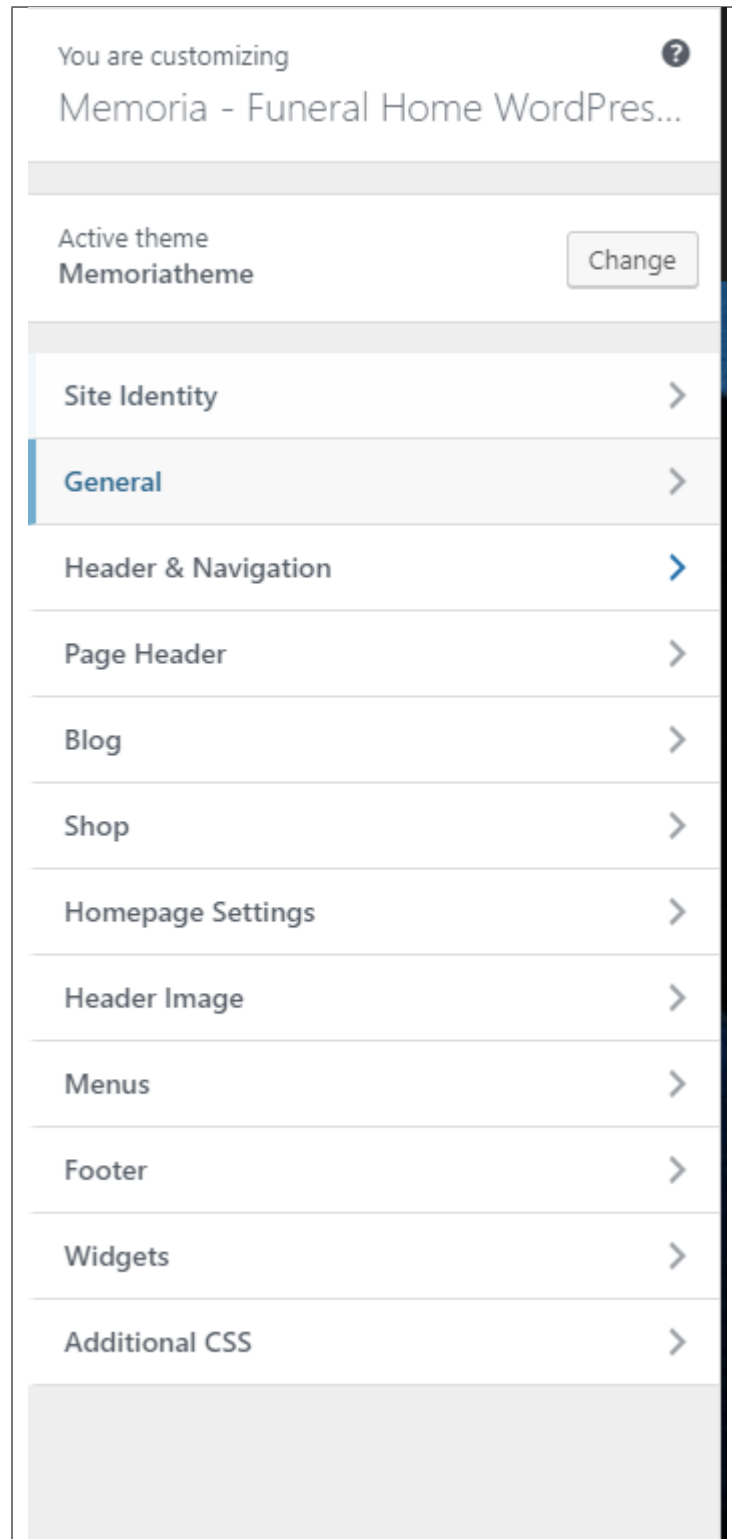 You are customizing
Memoria - Funeral Home WordPres...
Active theme
Memoriatheme
Change
Site Identity
General
Header & Navigation
Page Header
Blog
Shop
Homepage Settings
Header Image
Menus
Footer
Widgets
Additional CSS